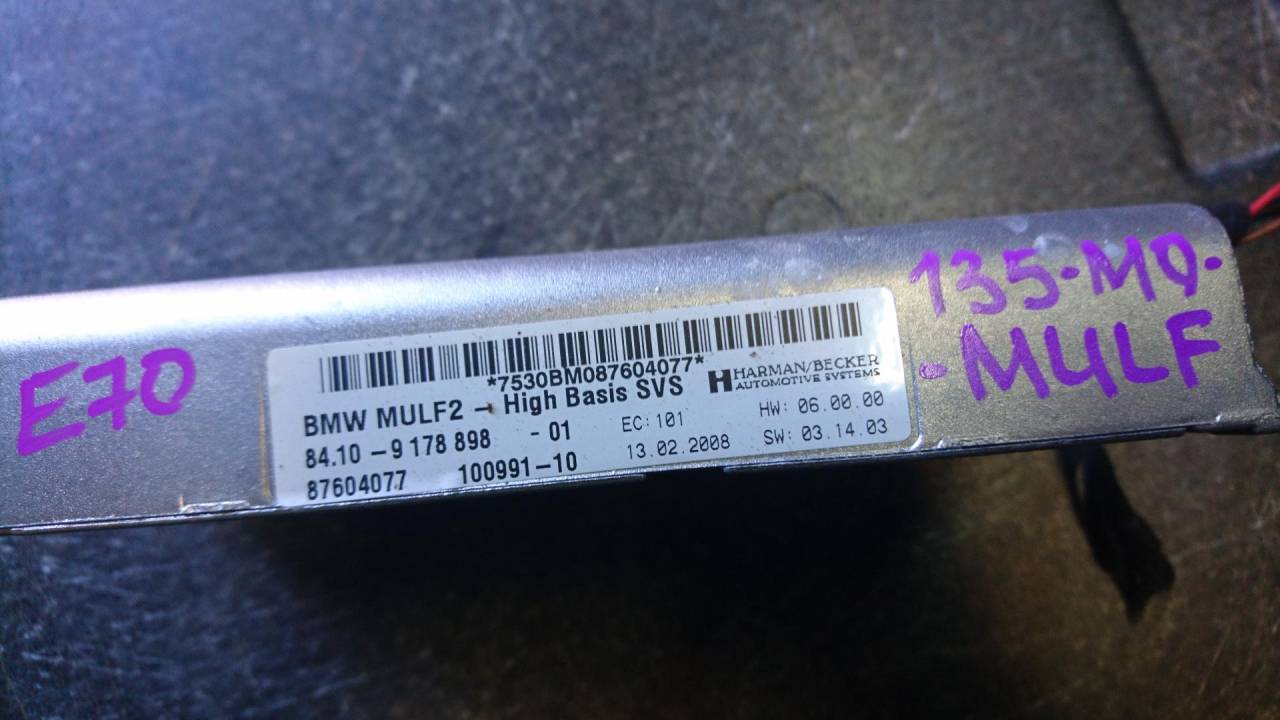 E70
*7530BM087604077*
BMW MULF2 - High Basis SVS
HARMAN/BECKER
AUTOMOTIVE SYSTEMS
84.10 - 9 178 898 - 01
EC: 101
HW: 06.00.00
87604077
100991-10
13.02.2008
SW: 03.14.03
135-MO-
-MULF